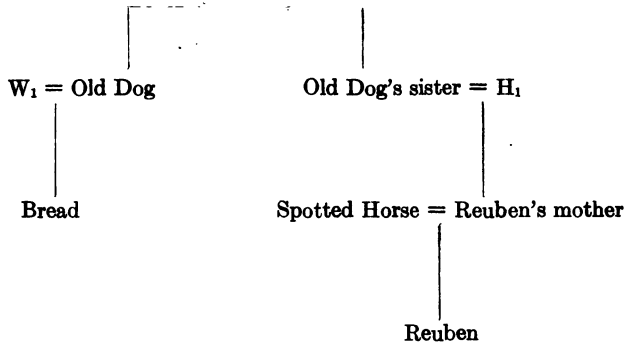 W₁ = Old Dog Old Dog's sister = H₁
Bread Spotted Horse = Reuben's mother
Reuben